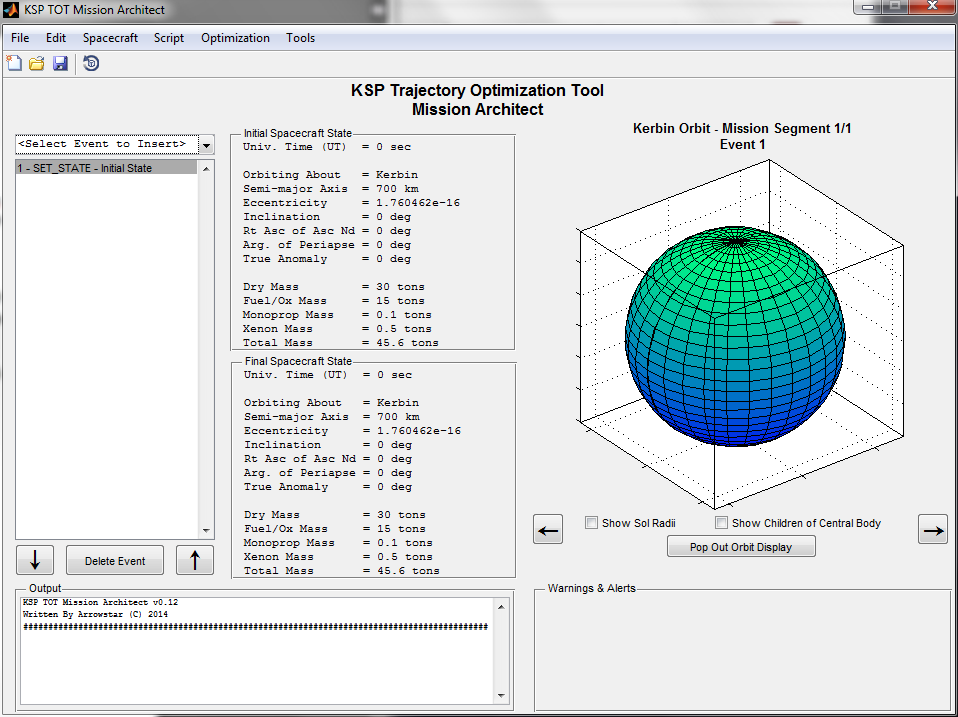 KSP TOT Mission Architect
File Edit Spacecraft Script Optimization Tools
KSP Trajectory Optimization Tool
Mission Architect
<Select Event to Insert>
1 - SET_STATE - Initial State
Delete Event
Initial Spacecraft State
Univ. Time (UT) = 0 sec
Orbiting About = Kerbin
Semi-major Axis = 700 km
Eccentricity = 1.760462e-16
Inclination = 0 deg
Rt Asc of Asc Nd = 0 deg
Arg. of Periapse = 0 deg
True Anomaly = 0 deg
Dry Mass = 30 tons
Fuel/Ox Mass = 15 tons
Monoprop Mass = 0.1 tons
Xenon Mass = 0.5 tons
Total Mass = 45.6 tons
Final Spacecraft State
Univ. Time (UT) = 0 sec
Orbiting About = Kerbin
Semi-major Axis = 700 km
Eccentricity = 1.760462e-16
Inclination = 0 deg
Rt Asc of Asc Nd = 0 deg
Arg. of Periapse = 0 deg
True Anomaly = 0 deg
Dry Mass = 30 tons
Fuel/Ox Mass = 15 tons
Monoprop Mass = 0.1 tons
Xenon Mass = 0.5 tons
Total Mass = 45.6 tons
Kerbin Orbit - Mission Segment 1/1
Event 1
Show Sol Radii
Show Children of Central Body
Pop Out Orbit Display
Output
KSP TOT Mission Architect v0.12
Written By Arrowstar (C) 2014
#############################################################################################
Warnings & Alerts